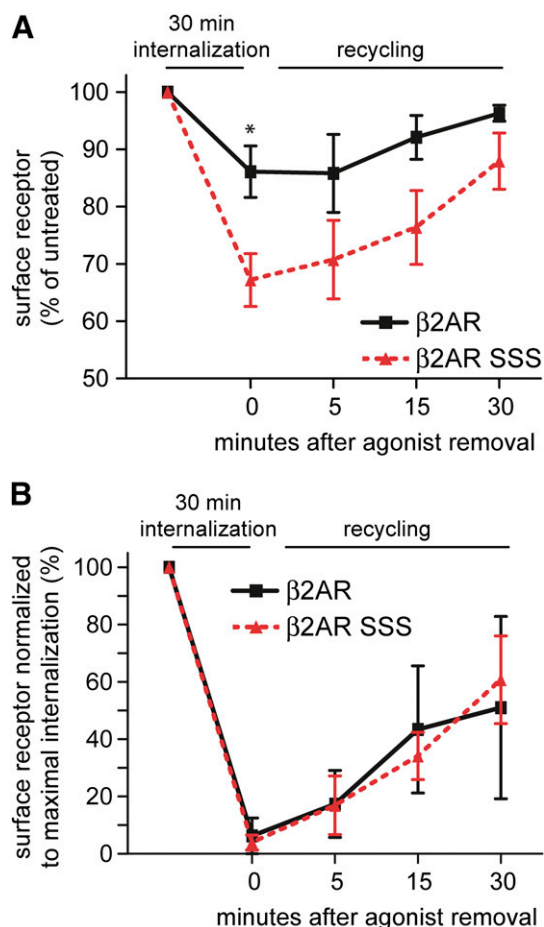 A
30 min
internalization
recycling
*
surface receptor
(% of untreated)
100
90
80
70
60
50
β2AR
β2AR SSS
0 5 15 30
minutes after agonist removal
B
30 min
internalization
recycling
surface receptor normalized
to maximal internalization (%)
100
80
60
40
20
0
β2AR
β2AR SSS
0 5 15 30
minutes after agonist removal